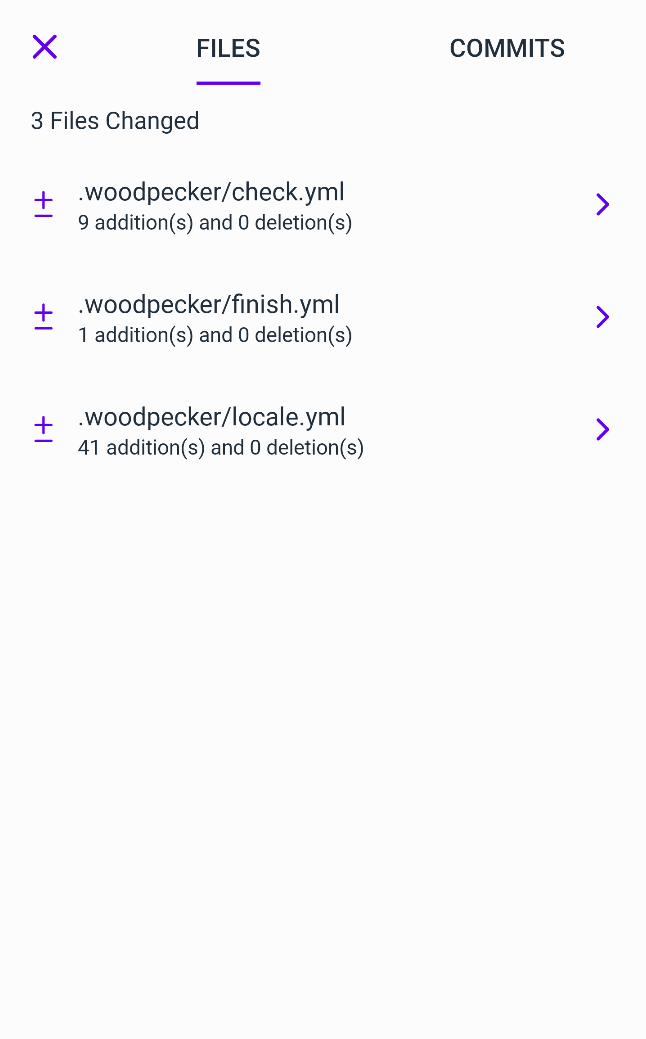 FILES
COMMITS
3 Files Changed
.woodpecker/check.yml
9 addition(s) and 0 deletion(s)
.woodpecker/finish.yml
1 addition(s) and 0 deletion(s)
.woodpecker/locale.yml
41 addition(s) and 0 deletion(s)